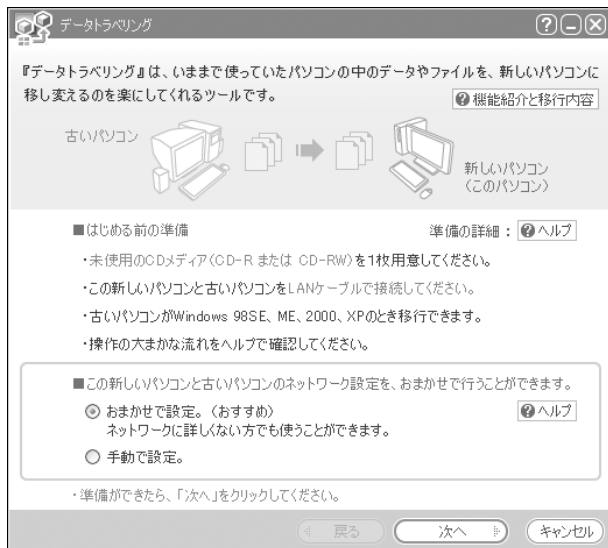 データトラベリング
『データトラベリング』は、いままで使っていたパソコンの中のデータやファイルを、新しいパソコンに
移し変えるのを楽にしてくれるツールです。
機能紹介と移行内容
古いパソコン
新しいパソコン
(このパソコン)
■はじめる前の準備
準備の詳細:
ヘルプ
・未使用のCDメディア(CD-R または CD-RW)を1枚用意してください。
・この新しいパソコンと古いパソコンをLANケーブルで接続してください。
・古いパソコンがWindows 98SE、ME、2000、XPのとき移行できます。
・操作の大まかな流れをヘルプで確認してください。
■この新しいパソコンと古いパソコンのネットワーク設定を、おまかせで行うことができます。
おまかせで設定。(おすすめ)
ヘルプ
ネットワークに詳しくない方でも使うことができます。
手動で設定。
・準備ができたら、「次へ」をクリックしてください。
戻る
次へ
キャンセル